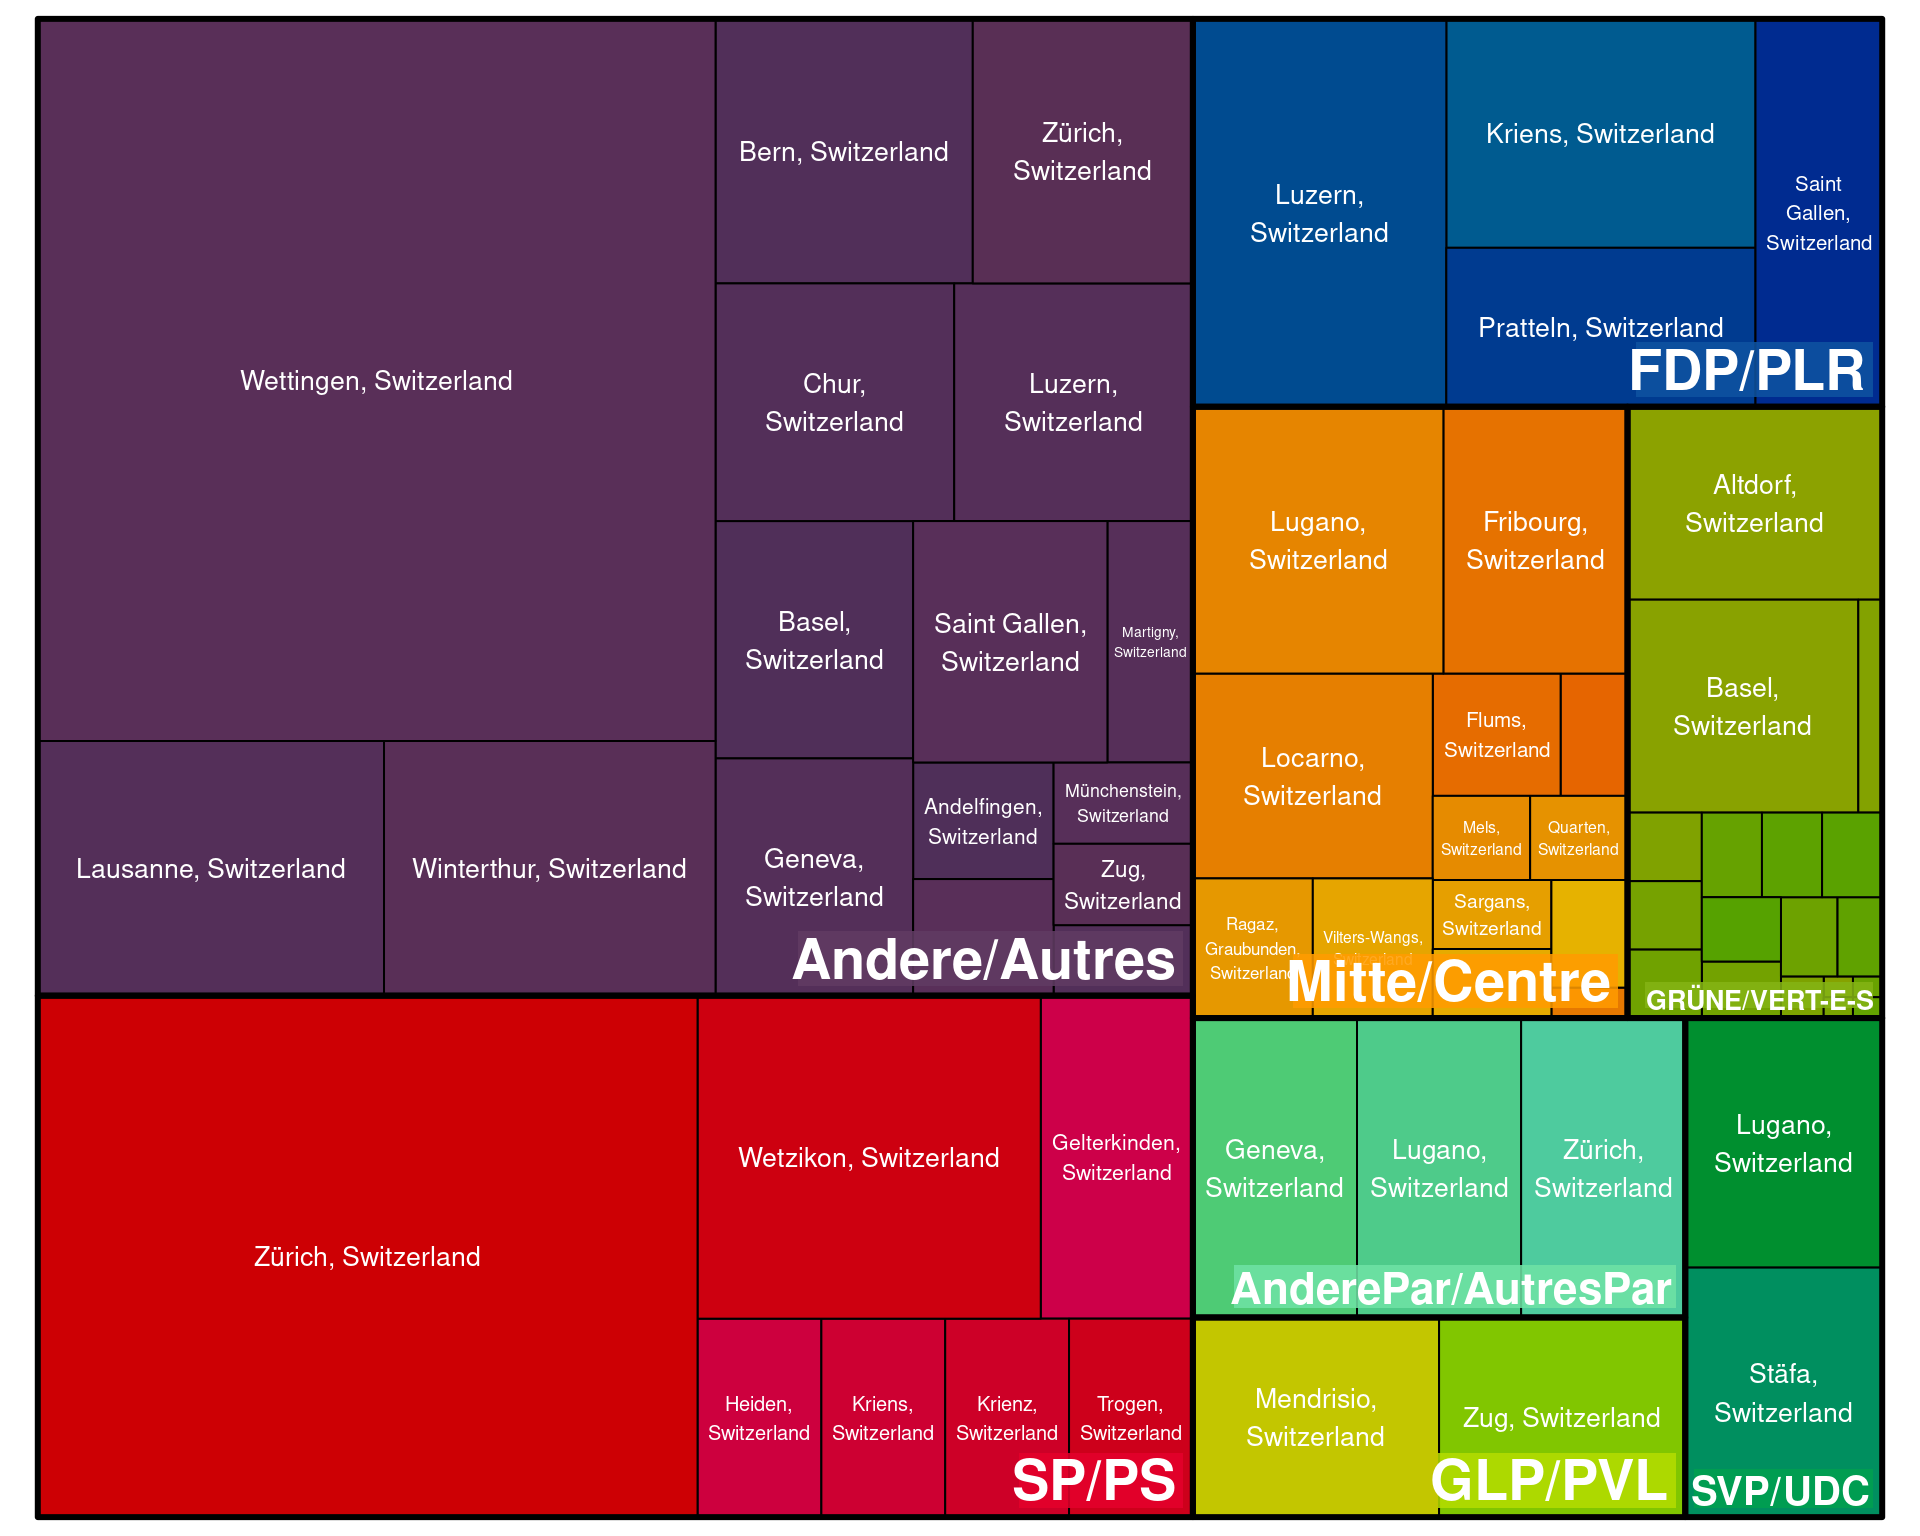 Wettingen, Switzerland
Bern, Switzerland
Zürich,
Switzerland
Chur,
Switzerland
Luzern,
Switzerland
Basel,
Switzerland
Saint Gallen,
Switzerland
Martigny,
Switzerland
Lausanne, Switzerland
Winterthur, Switzerland
Geneva,
Switzerland
Andelfingen,
Switzerland
Münchenstein,
Switzerland
Zug,
Switzerland
Andere/Autres
Luzern,
Switzerland
Kriens, Switzerland
Pratteln, Switzerland
Saint
Gallen,
Switzerland
FDP/PLR
Lugano,
Switzerland
Fribourg,
Switzerland
Locarno,
Switzerland
Flums,
Switzerland
Mels,
Switzerland
Quarten,
Switzerland
Sargans,
Switzerland
Ragaz,
Graubunden,
Switzerland
Vilters-Wangs,
Switzerland
Mitte/Centre
Altdorf,
Switzerland
Basel,
Switzerland
GRÜNE/VERT-E-S
Zürich, Switzerland
Wetzikon, Switzerland
Gelterkinden,
Switzerland
Heiden,
Switzerland
Kriens,
Switzerland
Krienz,
Switzerland
Trogen,
Switzerland
SP/PS
Geneva,
Switzerland
Lugano,
Switzerland
Zürich,
Switzerland
AnderePar/AutresPar
Mendrisio,
Switzerland
Zug, Switzerland
GLP/PVL
Lugano,
Switzerland
Stäfa,
Switzerland
SVP/UDC